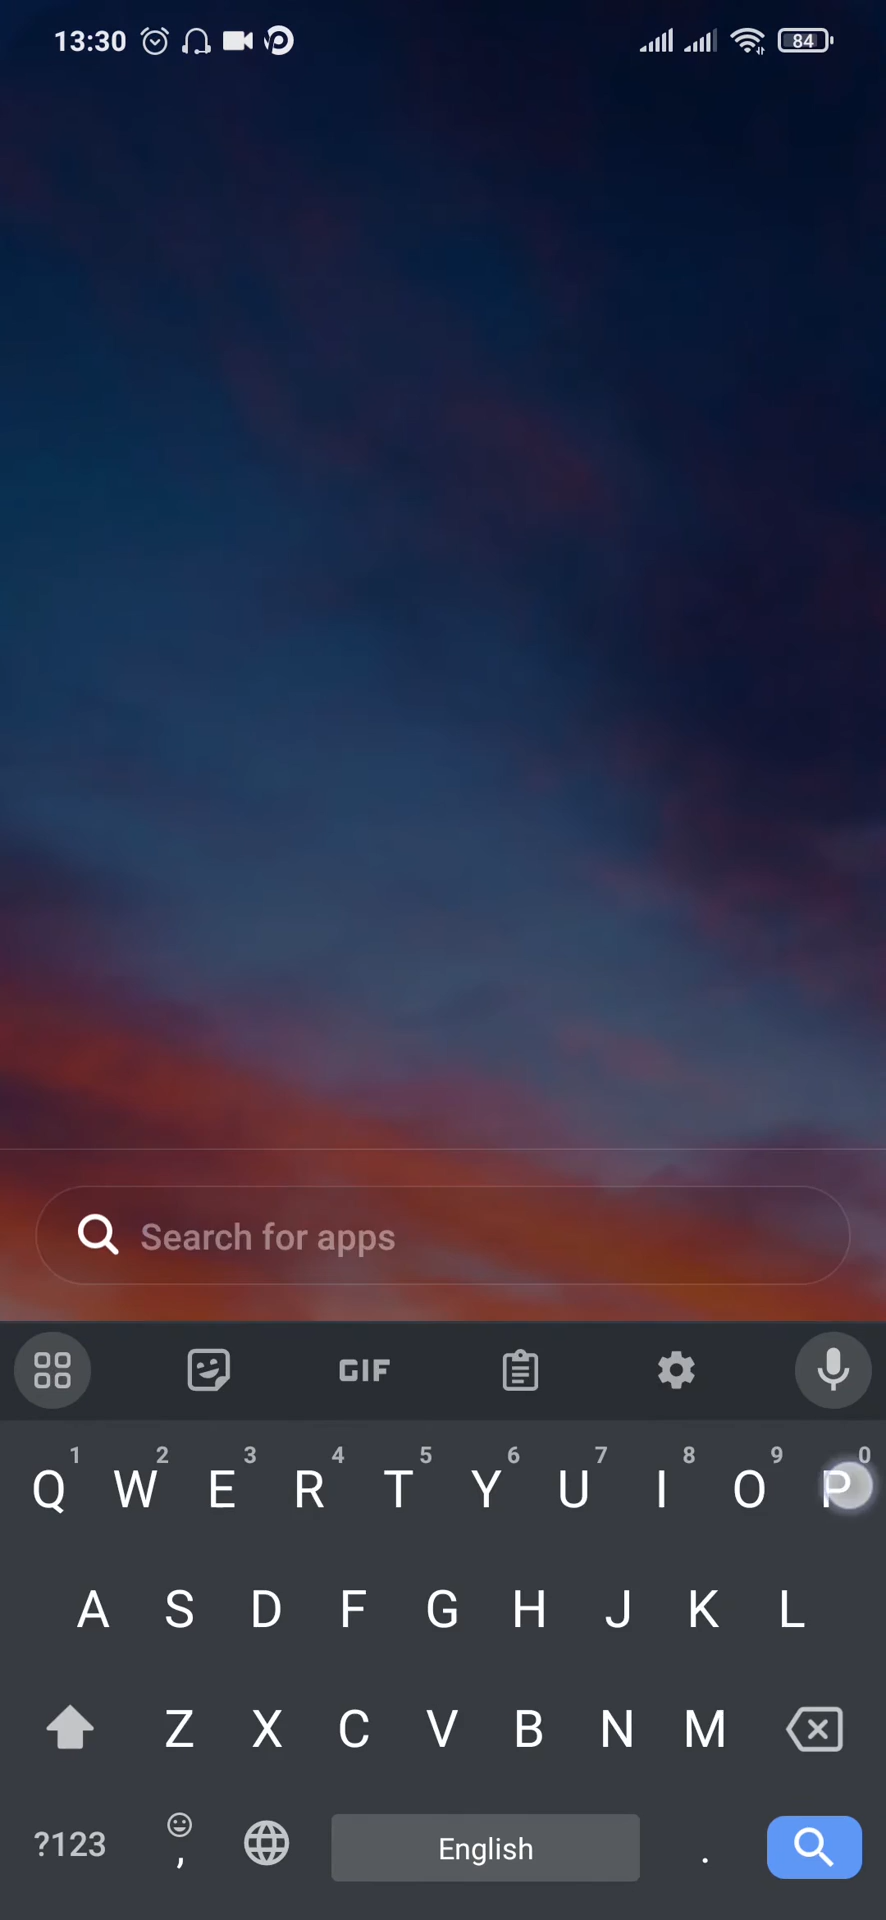 13:30 84
Search for apps
GIF
1 2 3 4 5 6 7 8 9 0
Q W E R T Y U I O P
A S D F G H J K L
Z X C V B N M
?123 , English .